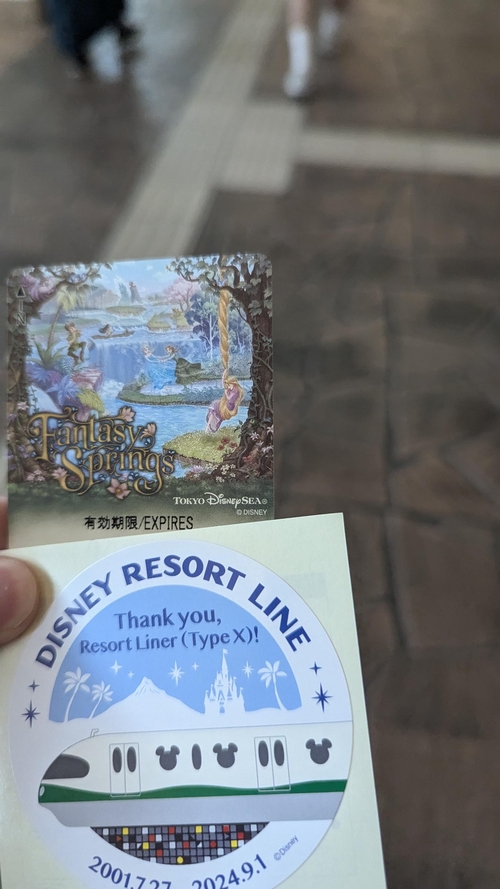 Fantasy
Springs
TOKYO DisneySEA®
© DISNEY
有効期限/EXPIRES
DISNEY RESORT LINE
Thank you,
Resort Liner (Type X)!
2001.7.27 2024.9.1
©Disney